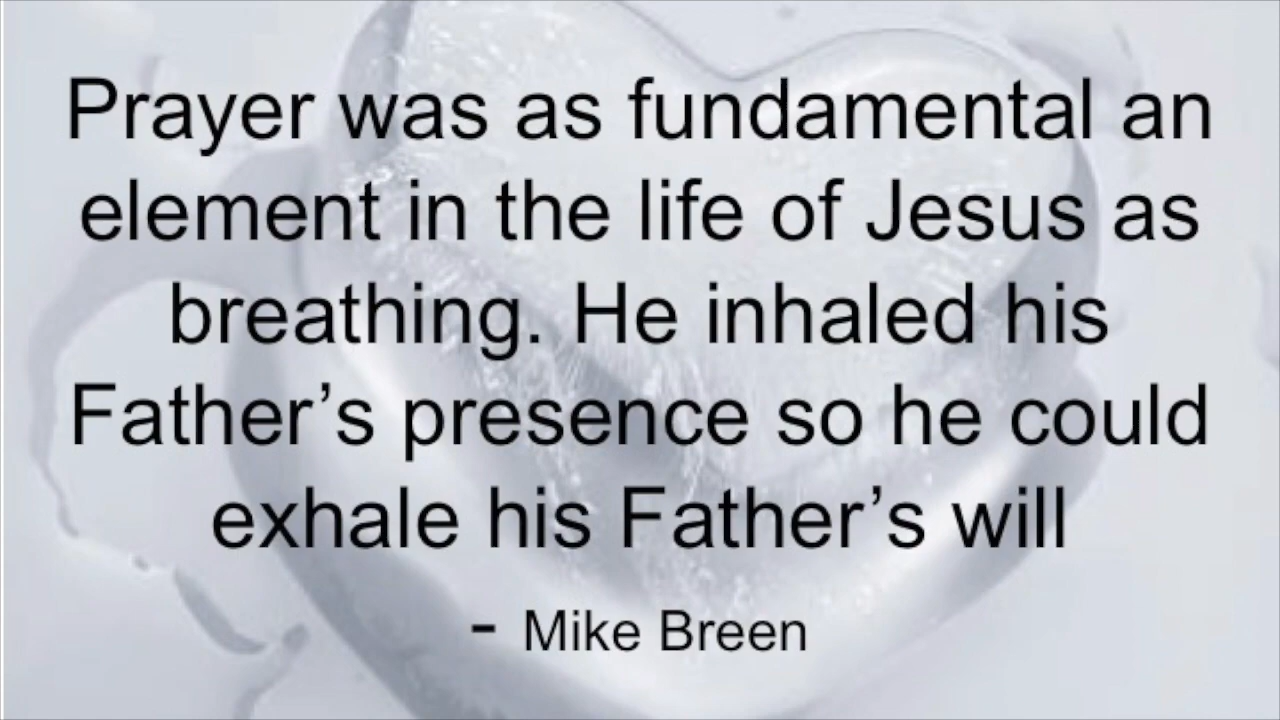 Prayer was as fundamental an
element in the life of Jesus as
breathing. He inhaled his
Father’s presence so he could
exhale his Father’s will
- Mike Breen